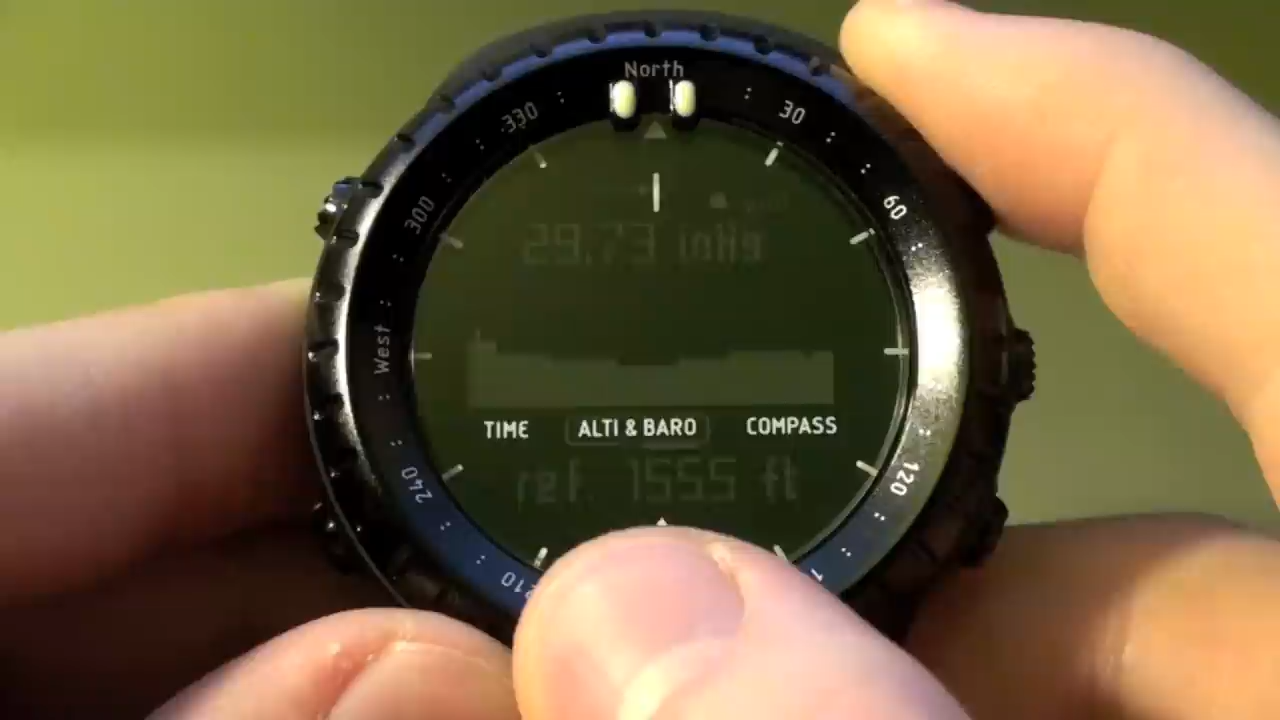 North
330
30
300
60
29.73 inHg
West
TIME ALTI & BARO COMPASS
240
120
ref. 1555 ft
210